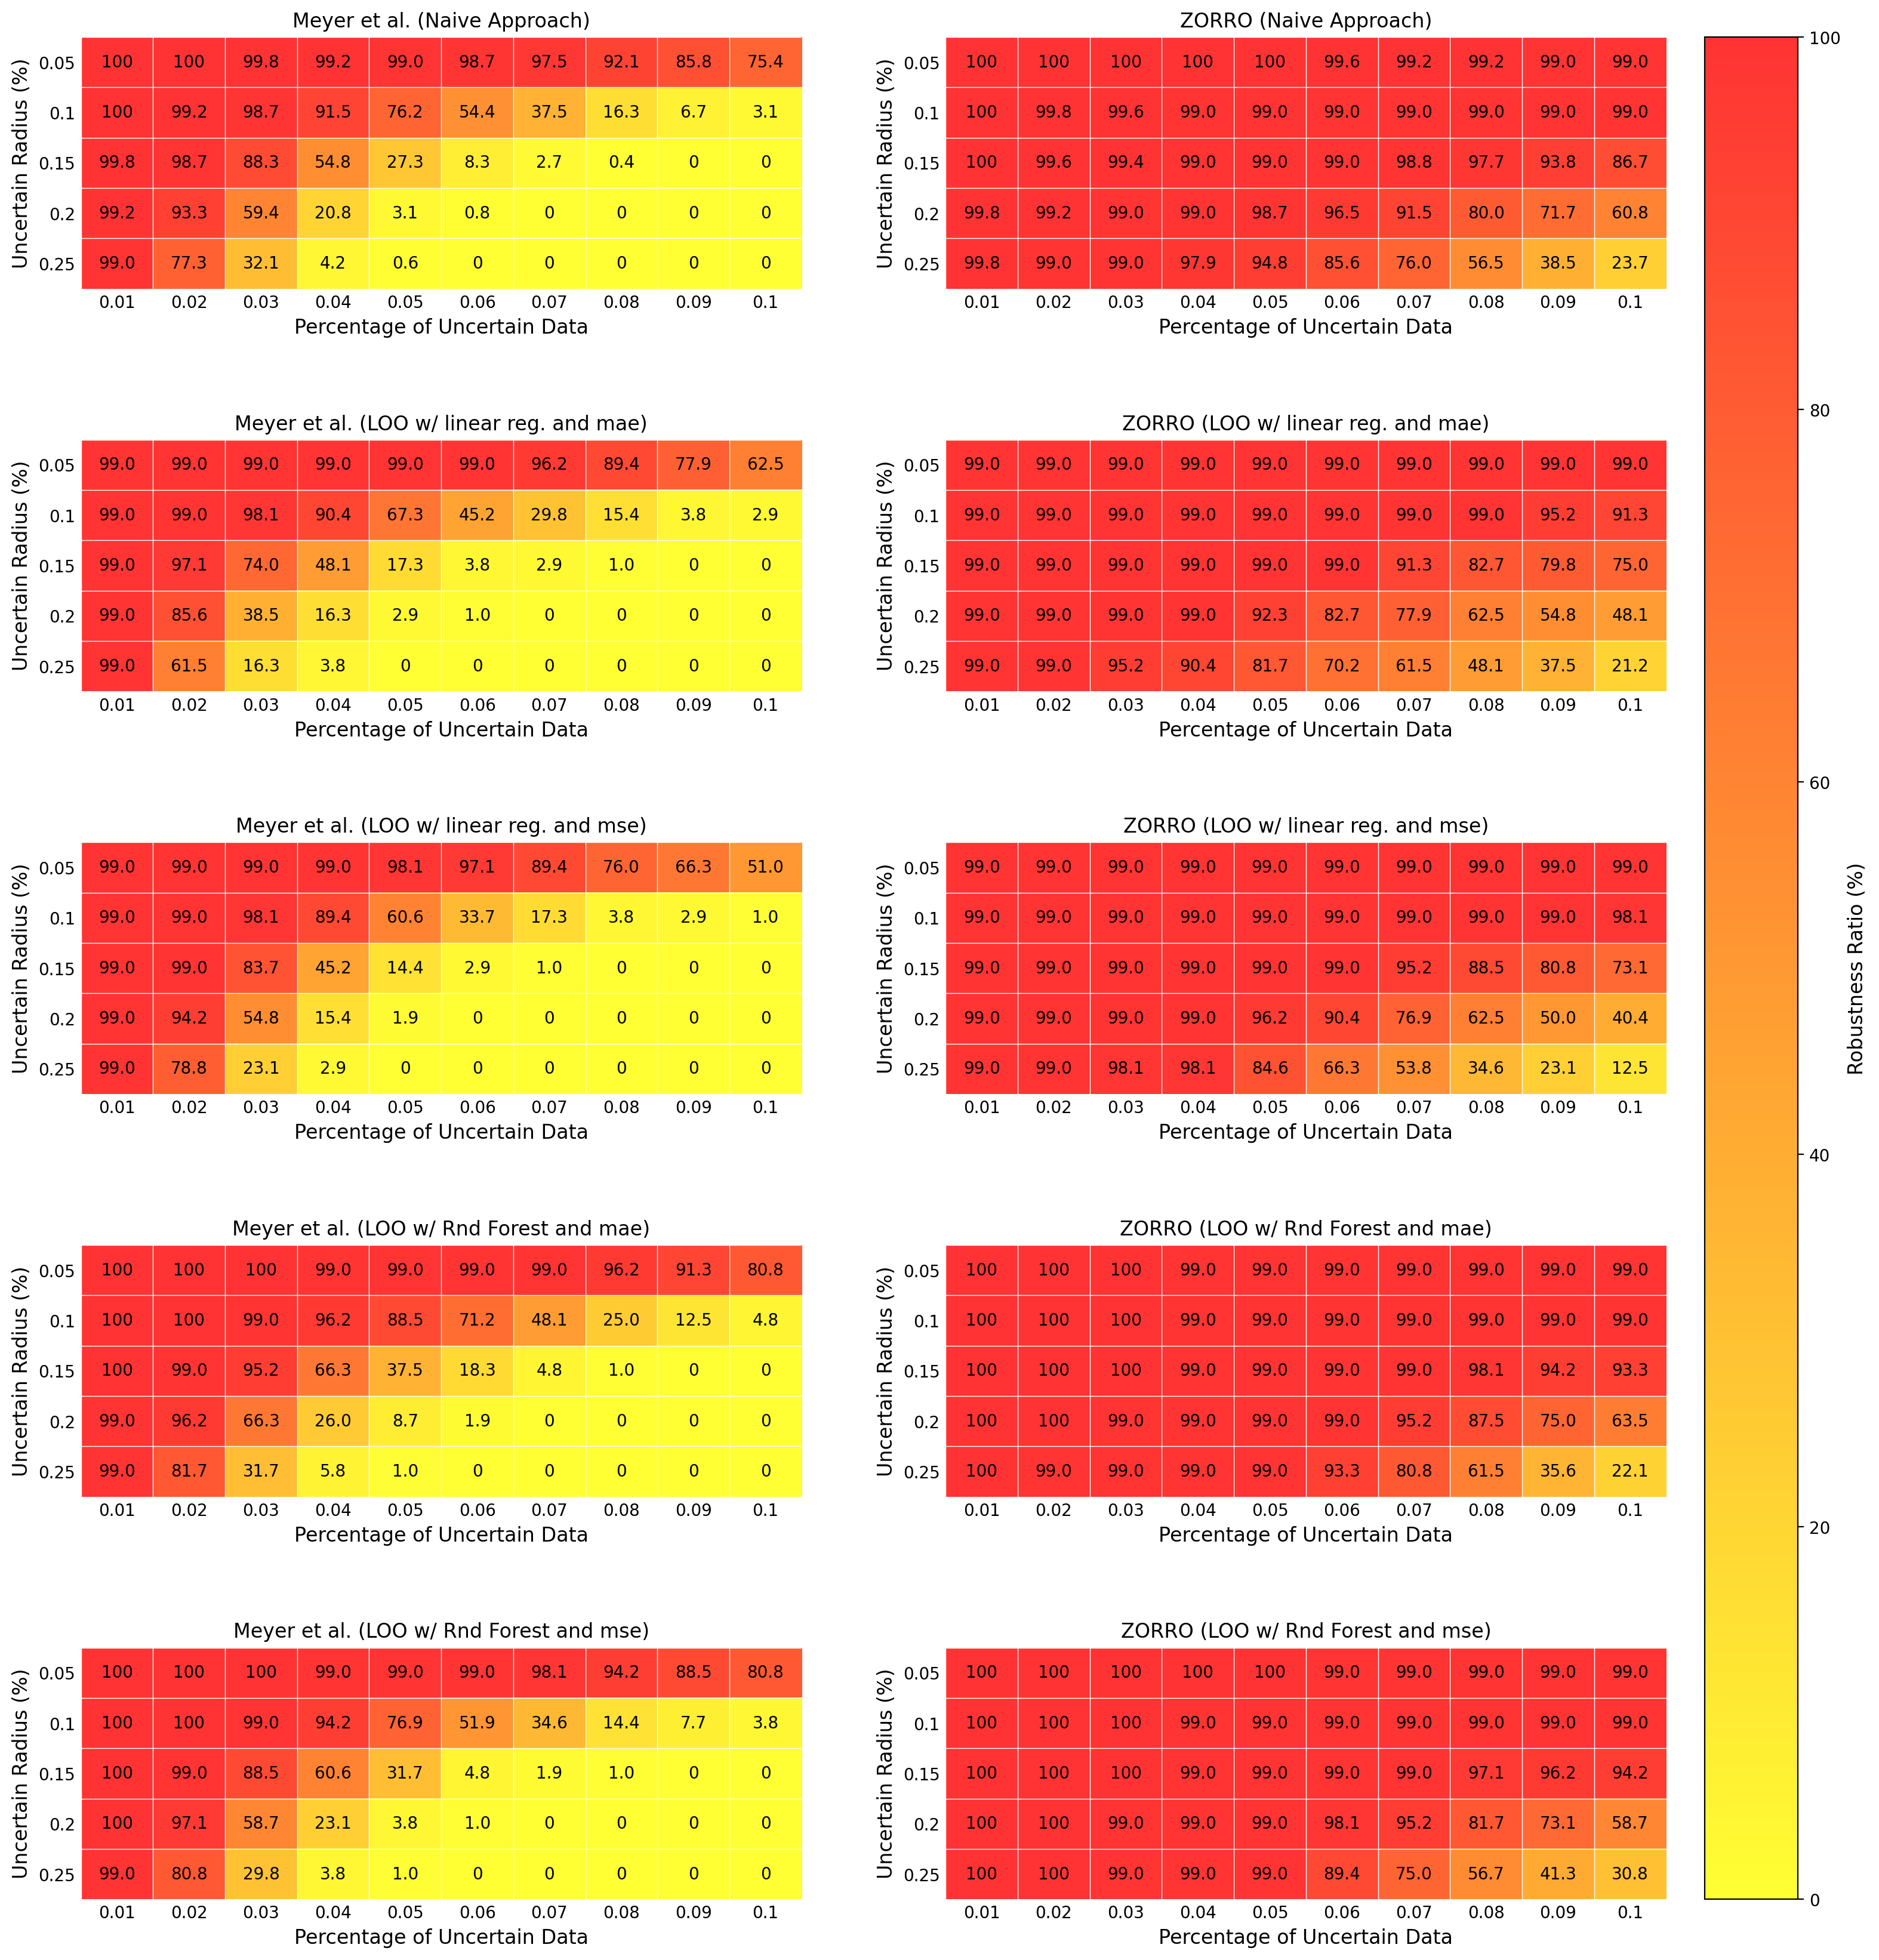 Meyer et al. (Naive Approach)
Uncertain Radius (%)
0.05 100 100 99.8 99.2 99.0 98.7 97.5 92.1 85.8 75.4
0.1 100 99.2 98.7 91.5 76.2 54.4 37.5 16.3 6.7 3.1
0.15 99.8 98.7 88.3 54.8 27.3 8.3 2.7 0.4 0 0
0.2 99.2 93.3 59.4 20.8 3.1 0.8 0 0 0 0
0.25 99.0 77.3 32.1 4.2 0.6 0 0 0 0 0
0.01 0.02 0.03 0.04 0.05 0.06 0.07 0.08 0.09 0.1
Percentage of Uncertain Data
ZORRO (Naive Approach)
Uncertain Radius (%)
0.05 100 100 100 100 100 99.6 99.2 99.2 99.0 99.0
0.1 100 99.8 99.6 99.0 99.0 99.0 99.0 99.0 99.0 99.0
0.15 100 99.6 99.4 99.0 99.0 99.0 98.8 97.7 93.8 86.7
0.2 99.8 99.2 99.0 99.0 98.7 96.5 91.5 80.0 71.7 60.8
0.25 99.8 99.0 99.0 97.9 94.8 85.6 76.0 56.5 38.5 23.7
0.01 0.02 0.03 0.04 0.05 0.06 0.07 0.08 0.09 0.1
Percentage of Uncertain Data
Meyer et al. (LOO w/ linear reg. and mae)
Uncertain Radius (%)
0.05 99.0 99.0 99.0 99.0 99.0 99.0 96.2 89.4 77.9 62.5
0.1 99.0 99.0 98.1 90.4 67.3 45.2 29.8 15.4 3.8 2.9
0.15 99.0 97.1 74.0 48.1 17.3 3.8 2.9 1.0 0 0
0.2 99.0 85.6 38.5 16.3 2.9 1.0 0 0 0 0
0.25 99.0 61.5 16.3 3.8 0 0 0 0 0 0
0.01 0.02 0.03 0.04 0.05 0.06 0.07 0.08 0.09 0.1
Percentage of Uncertain Data
ZORRO (LOO w/ linear reg. and mae)
Uncertain Radius (%)
0.05 99.0 99.0 99.0 99.0 99.0 99.0 99.0 99.0 99.0 99.0
0.1 99.0 99.0 99.0 99.0 99.0 99.0 99.0 99.0 95.2 91.3
0.15 99.0 99.0 99.0 99.0 99.0 99.0 91.3 82.7 79.8 75.0
0.2 99.0 99.0 99.0 99.0 92.3 82.7 77.9 62.5 54.8 48.1
0.25 99.0 99.0 95.2 90.4 81.7 70.2 61.5 48.1 37.5 21.2
0.01 0.02 0.03 0.04 0.05 0.06 0.07 0.08 0.09 0.1
Percentage of Uncertain Data
Meyer et al. (LOO w/ linear reg. and mse)
Uncertain Radius (%)
0.05 99.0 99.0 99.0 99.0 98.1 97.1 89.4 76.0 66.3 51.0
0.1 99.0 99.0 98.1 89.4 60.6 33.7 17.3 3.8 2.9 1.0
0.15 99.0 99.0 83.7 45.2 14.4 2.9 1.0 0 0 0
0.2 99.0 94.2 54.8 15.4 1.9 0 0 0 0 0
0.25 99.0 78.8 23.1 2.9 0 0 0 0 0 0
0.01 0.02 0.03 0.04 0.05 0.06 0.07 0.08 0.09 0.1
Percentage of Uncertain Data
ZORRO (LOO w/ linear reg. and mse)
Uncertain Radius (%)
0.05 99.0 99.0 99.0 99.0 99.0 99.0 99.0 99.0 99.0 99.0
0.1 99.0 99.0 99.0 99.0 99.0 99.0 99.0 99.0 99.0 98.1
0.15 99.0 99.0 99.0 99.0 99.0 99.0 95.2 88.5 80.8 73.1
0.2 99.0 99.0 99.0 99.0 96.2 90.4 76.9 62.5 50.0 40.4
0.25 99.0 99.0 98.1 98.1 84.6 66.3 53.8 34.6 23.1 12.5
0.01 0.02 0.03 0.04 0.05 0.06 0.07 0.08 0.09 0.1
Percentage of Uncertain Data
Meyer et al. (LOO w/ Rnd Forest and mae)
Uncertain Radius (%)
0.05 100 100 100 99.0 99.0 99.0 99.0 96.2 91.3 80.8
0.1 100 100 99.0 96.2 88.5 71.2 48.1 25.0 12.5 4.8
0.15 100 99.0 95.2 66.3 37.5 18.3 4.8 1.0 0 0
0.2 99.0 96.2 66.3 26.0 8.7 1.9 0 0 0 0
0.25 99.0 81.7 31.7 5.8 1.0 0 0 0 0 0
0.01 0.02 0.03 0.04 0.05 0.06 0.07 0.08 0.09 0.1
Percentage of Uncertain Data
ZORRO (LOO w/ Rnd Forest and mae)
Uncertain Radius (%)
0.05 100 100 100 99.0 99.0 99.0 99.0 99.0 99.0 99.0
0.1 100 100 100 99.0 99.0 99.0 99.0 99.0 99.0 99.0
0.15 100 100 100 99.0 99.0 99.0 99.0 98.1 94.2 93.3
0.2 100 100 99.0 99.0 99.0 99.0 95.2 87.5 75.0 63.5
0.25 100 99.0 99.0 99.0 99.0 93.3 80.8 61.5 35.6 22.1
0.01 0.02 0.03 0.04 0.05 0.06 0.07 0.08 0.09 0.1
Percentage of Uncertain Data
Meyer et al. (LOO w/ Rnd Forest and mse)
Uncertain Radius (%)
0.05 100 100 100 99.0 99.0 99.0 98.1 94.2 88.5 80.8
0.1 100 100 99.0 94.2 76.9 51.9 34.6 14.4 7.7 3.8
0.15 100 99.0 88.5 60.6 31.7 4.8 1.9 1.0 0 0
0.2 100 97.1 58.7 23.1 3.8 1.0 0 0 0 0
0.25 99.0 80.8 29.8 3.8 1.0 0 0 0 0 0
0.01 0.02 0.03 0.04 0.05 0.06 0.07 0.08 0.09 0.1
Percentage of Uncertain Data
ZORRO (LOO w/ Rnd Forest and mse)
Uncertain Radius (%)
0.05 100 100 100 100 100 99.0 99.0 99.0 99.0 99.0
0.1 100 100 100 99.0 99.0 99.0 99.0 99.0 99.0 99.0
0.15 100 100 100 99.0 99.0 99.0 99.0 97.1 96.2 94.2
0.2 100 100 99.0 99.0 99.0 98.1 95.2 81.7 73.1 58.7
0.25 100 100 99.0 99.0 99.0 89.4 75.0 56.7 41.3 30.8
0.01 0.02 0.03 0.04 0.05 0.06 0.07 0.08 0.09 0.1
Percentage of Uncertain Data
100
80
60
40
20
0
Robustness Ratio (%)